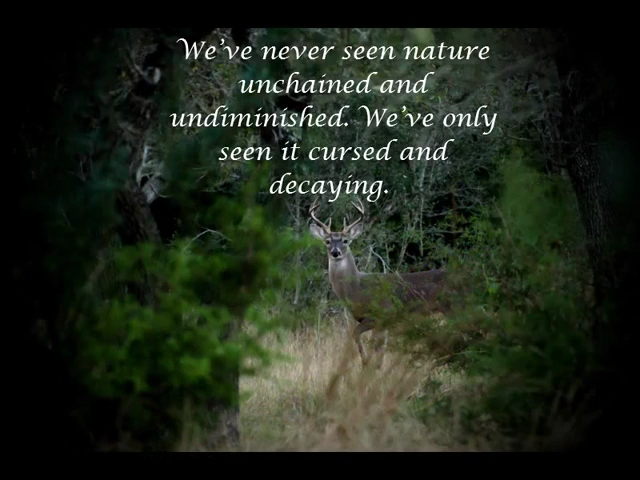 We've never seen nature
unchained and
undiminished. We've only
seen it cursed and
decaying.